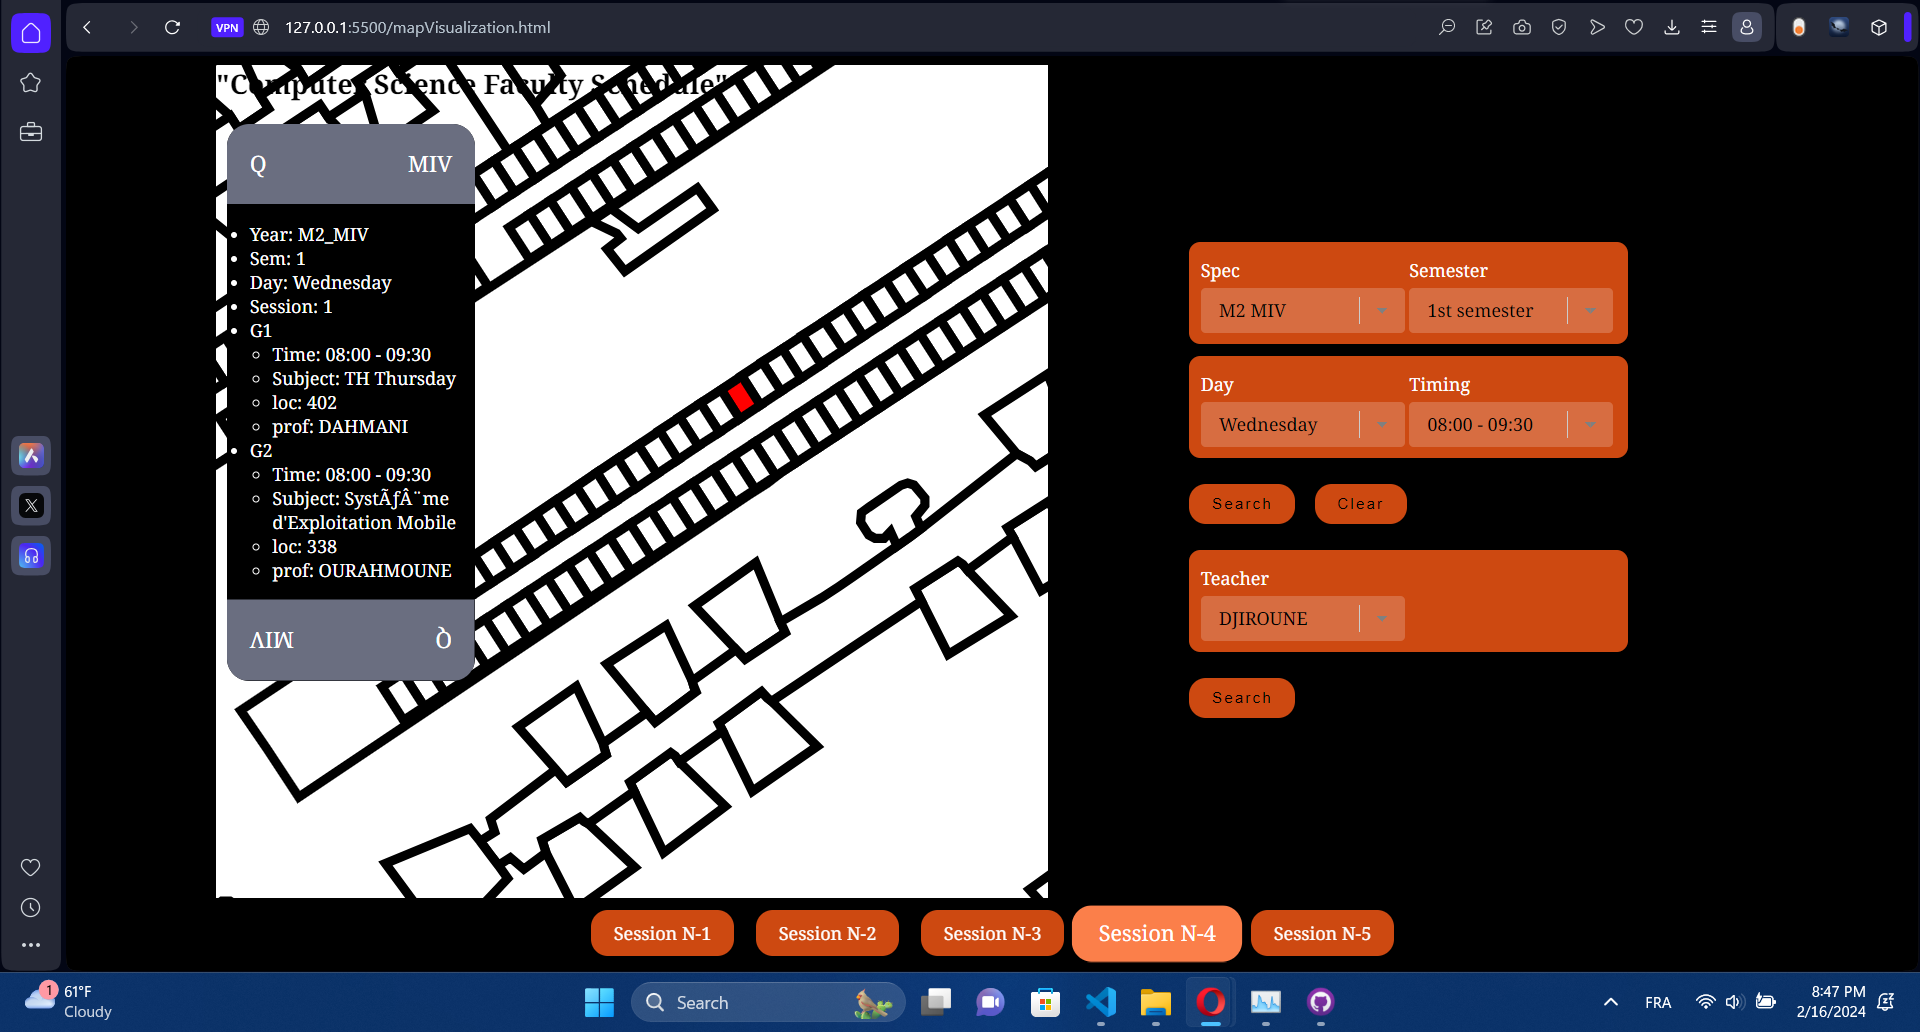 VPN
127.0.0.1:5500/mapVisualization.html
"Computer Science Faculty Schedule"
Q MIV
Year: M2_MIV
Sem: 1
Day: Wednesday
Session: 1
G1
Time: 08:00 - 09:30
Subject: TH Thursday
loc: 402
prof: DAHMANI
G2
Time: 08:00 - 09:30
Subject: SystÃƒÂ¨me
d'Exploitation Mobile
loc: 338
prof: OURAHMOUNE
MIV Q
Spec Semester
M2 MIV 1st semester
Day Timing
Wednesday 08:00 - 09:30
Search Clear
Teacher
DJIROUNE
Search
Session N-1 Session N-2 Session N-3 Session N-4 Session N-5
1
61°F
Cloudy
Search
FRA
8:47 PM
2/16/2024